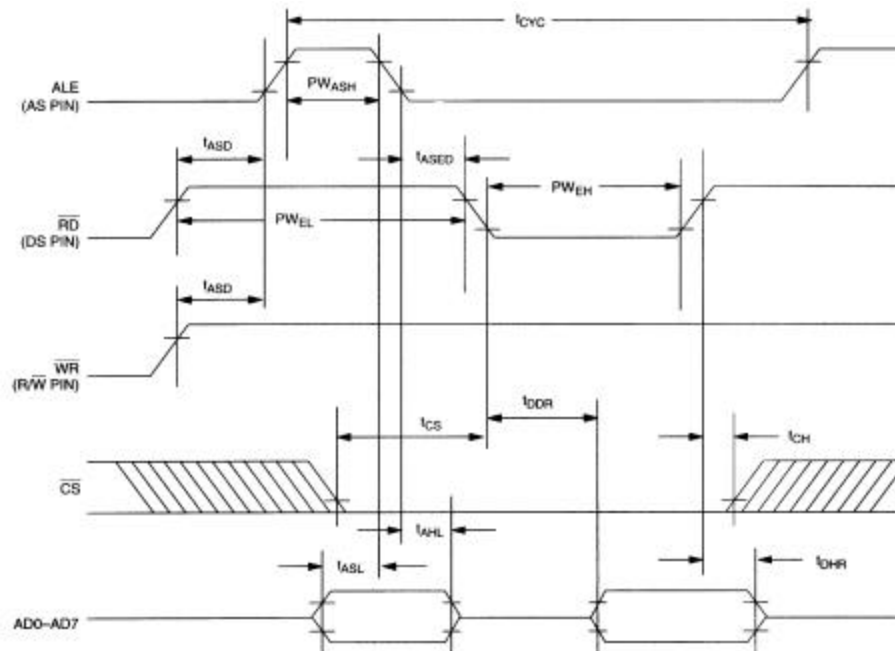 tCYC
ALE
(AS PIN)
PWASH
tASD
tASED
PWEH
RD
(DS PIN)
PWEL
tASD
WR
(R/W PIN)
tDDR
tCS
tCH
CS
tAHL
tASL
tDHR
AD0–AD7